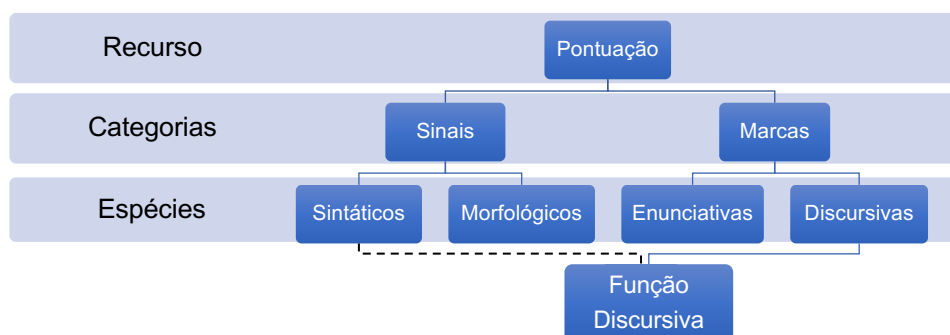 Recurso
Pontuação
Categorias
Sinais
Marcas
Espécies
Sintáticos
Morfológicos
Enunciativas
Discursivas
Função
Discursiva